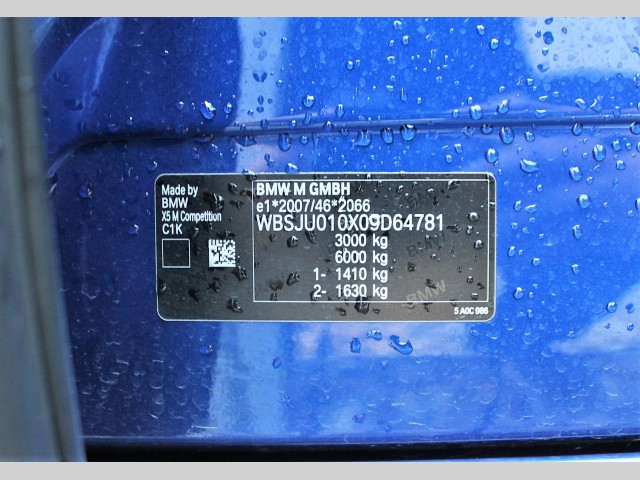 Made by
BMW
X5 M Competition
C1K
BMW M GMBH
e1*2007/46*2066
WBSJU010X09D64781
3000 kg
6000 kg
1- 1410 kg
2- 1630 kg
BMW
5 A0C 986